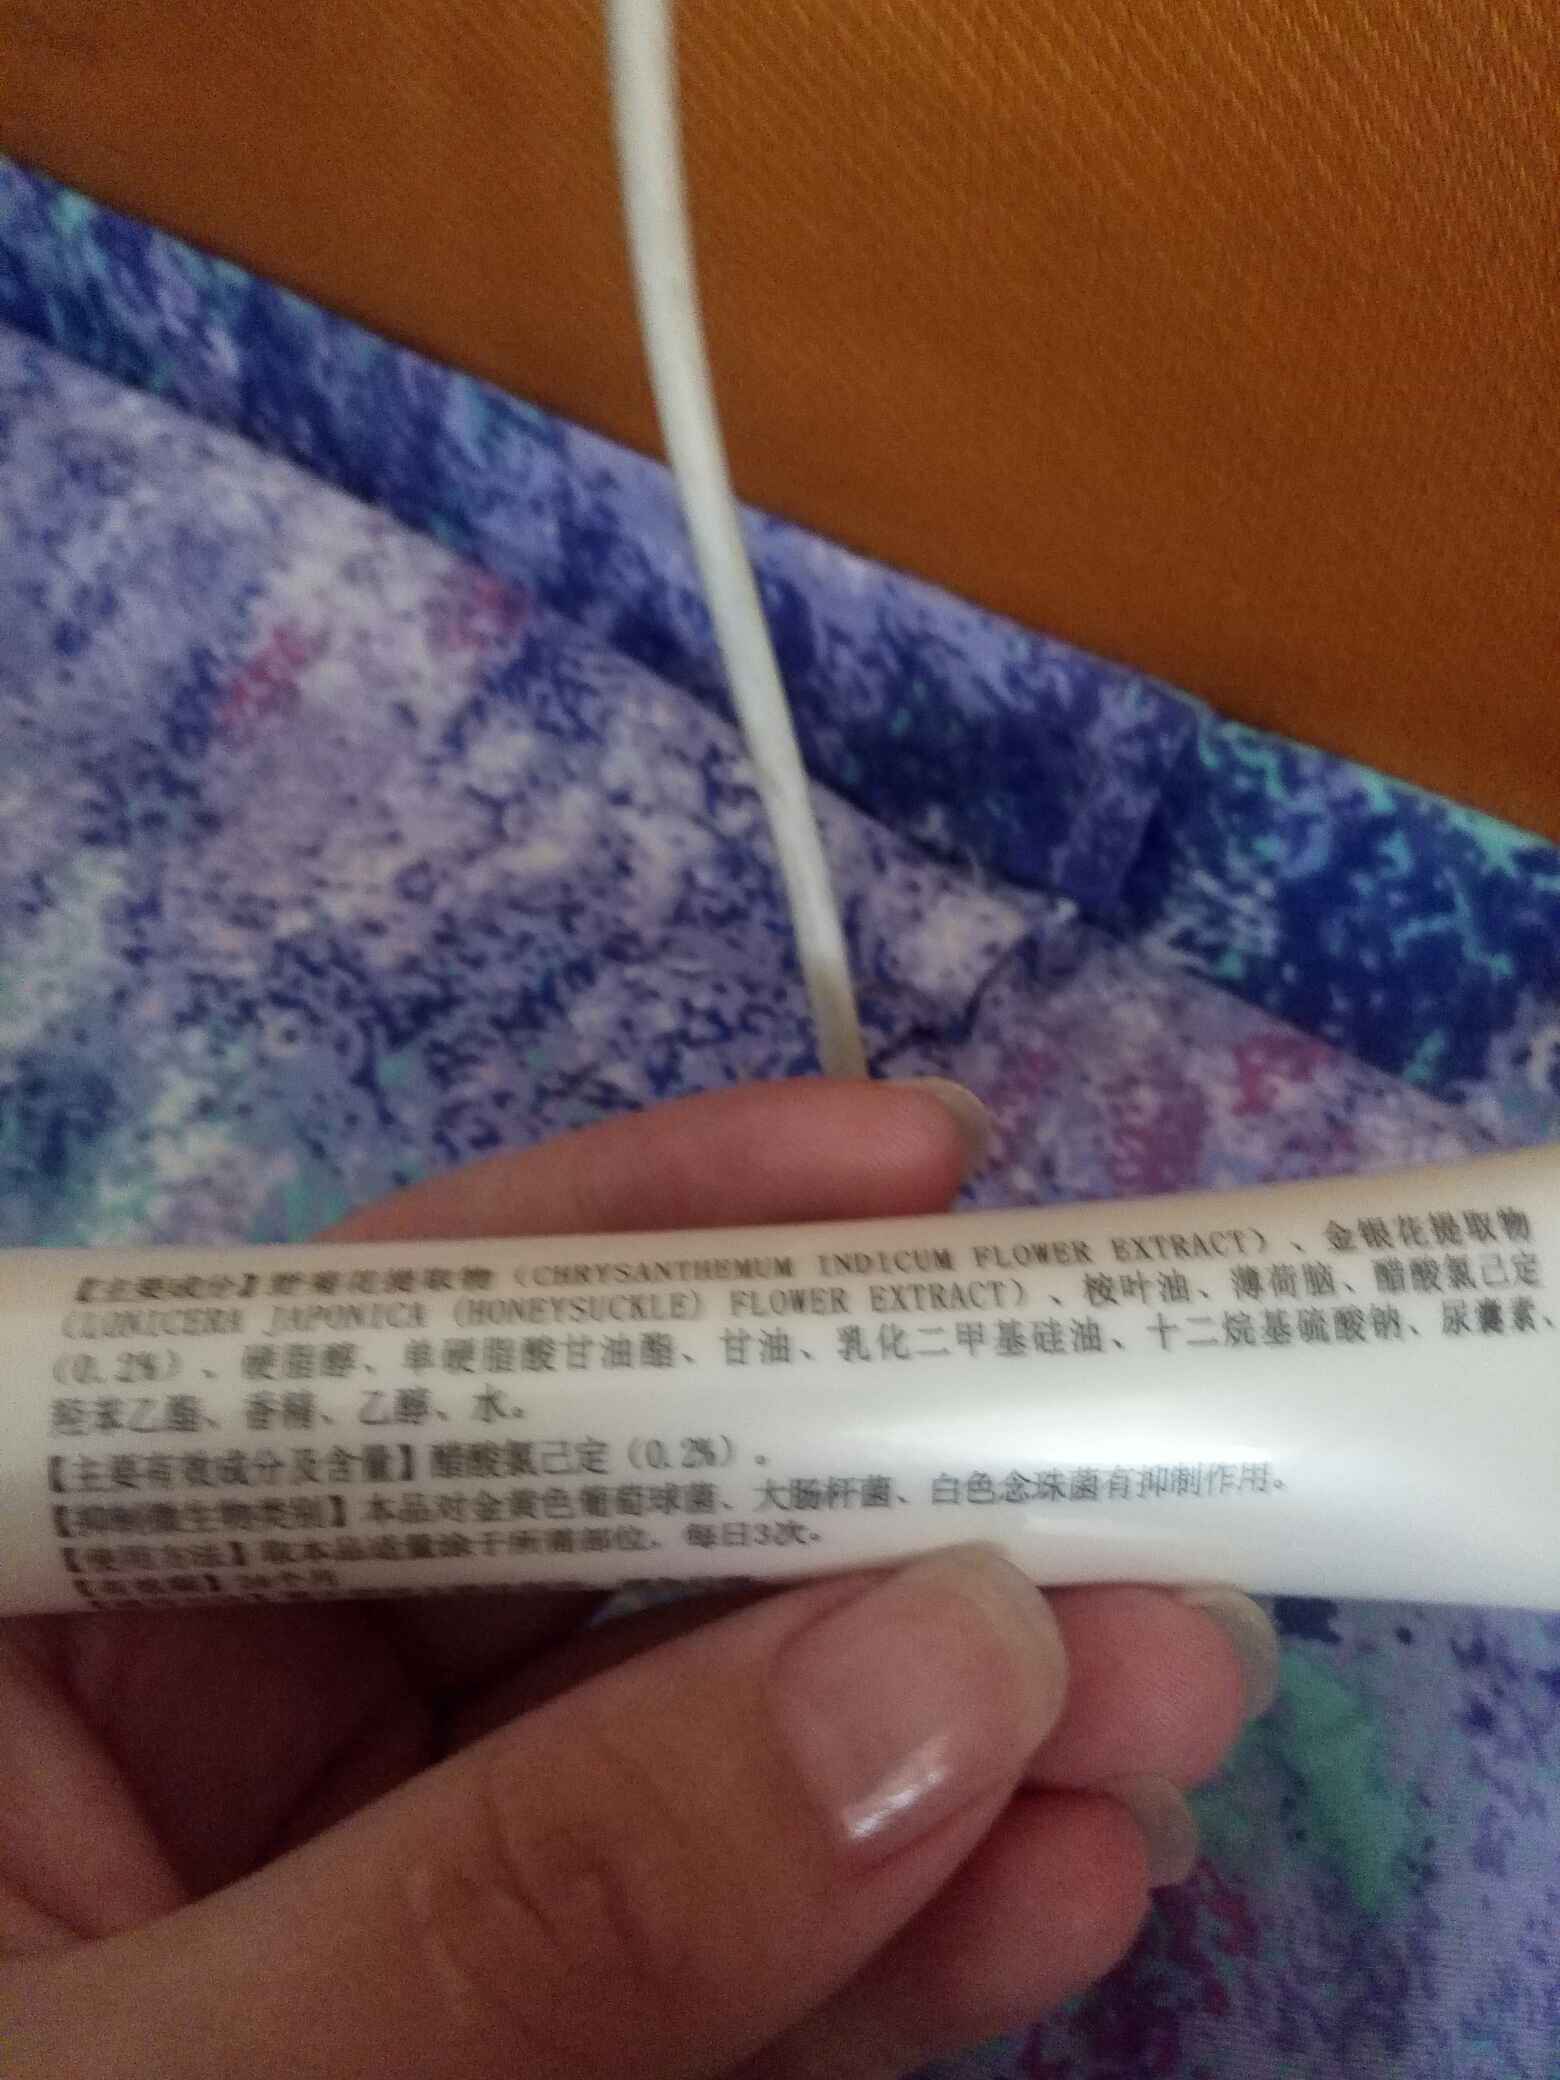 【主要成分】野菊花提取物（CHRYSANTHEMUM INDICUM FLOWER EXTRACT）、金银花提取物
（LONICERA JAPONICA (HONEYSUCKLE) FLOWER EXTRACT）、桉叶油、薄荷脑、醋酸氯己定
（0.2%）、硬脂醇、单硬脂酸甘油酯、甘油、乳化二甲基硅油、十二烷基硫酸钠、尿囊素、
羟苯乙酯、香精、乙醇、水。
【主要有效成分及含量】醋酸氯己定（0.2%）。
【抑制微生物类别】本品对金黄色葡萄球菌、大肠杆菌、白色念珠菌有抑制作用。
【使用方法】取本品适量涂于所需部位，每日3次。
个月